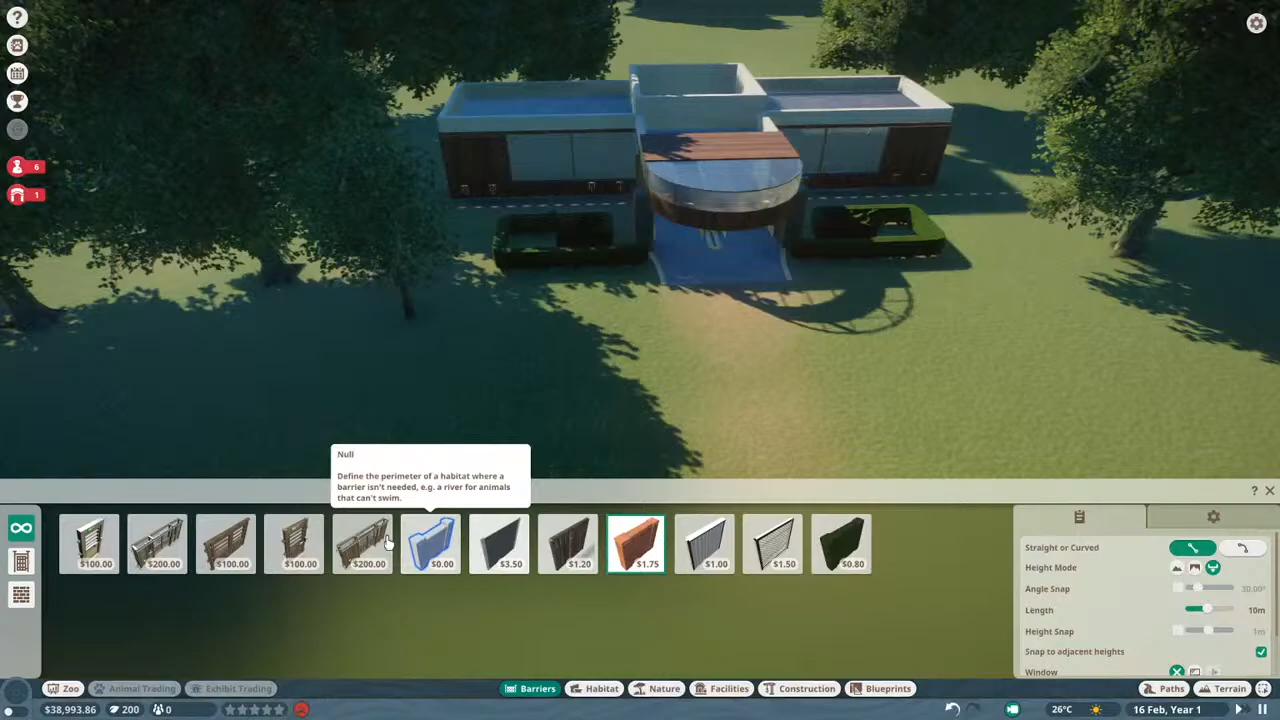 ?
6
1
Null
Define the perimeter of a habitat where a
barrier isn't needed, e.g. a river for animals
that can't swim.
?
$100.00
$200.00
$100.00
$100.00
$200.00
$0.00
$3.50
$1.20
$1.75
$1.00
$1.50
$0.80
Straight or Curved
Height Mode
Angle Snap
30.00°
Length
10m
Height Snap
1m
Snap to adjacent heights
Window
Zoo
Animal Trading
Exhibit Trading
Barriers
Habitat
Nature
Facilities
Construction
Blueprints
Paths
Terrain
$38,993.86
200
0
26°C
16 Feb, Year 1